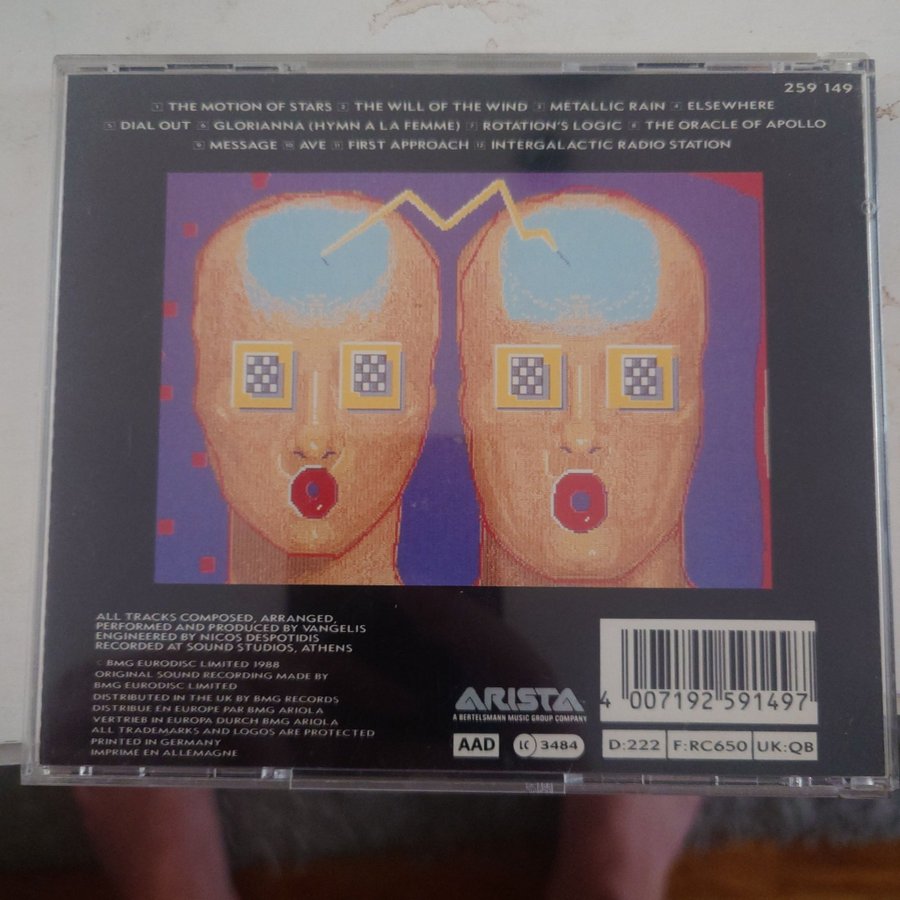 259 149
1 THE MOTION OF STARS 2 THE WILL OF THE WIND 3 METALLIC RAIN 4 ELSEWHERE
5 DIAL OUT 6 GLORIANNA (HYMN A LA FEMME) 7 ROTATION'S LOGIC 8 THE ORACLE OF APOLLO
9 MESSAGE 10 AVE 11 FIRST APPROACH 12 INTERGALACTIC RADIO STATION
ALL TRACKS COMPOSED, ARRANGED,
PERFORMED AND PRODUCED BY VANGELIS
ENGINEERED BY NICOS DESPOTIDIS
RECORDED AT SOUND STUDIOS, ATHENS
© BMG EURODISC LIMITED 1988
ORIGINAL SOUND RECORDING MADE BY
BMG EURODISC LIMITED
DISTRIBUTED IN THE UK BY BMG RECORDS
DISTRIBUE EN EUROPE PAR BMG ARIOLA
VERTRIEB IN EUROPA DURCH BMG ARIOLA
ALL TRADEMARKS AND LOGOS ARE PROTECTED
PRINTED IN GERMANY
IMPRIME EN ALLEMAGNE
ARISTA
A BERTELSMANN MUSIC GROUP COMPANY
AAD LC 3484
4 007192 591497
D:222 F:RC650 UK:QB